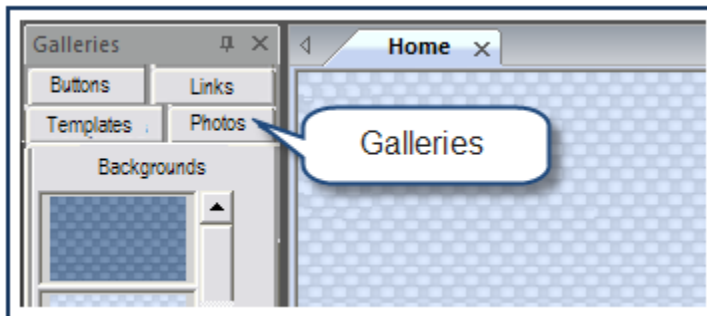 Galleries
Home
Buttons Links
Templates Photos
Galleries
Backgrounds